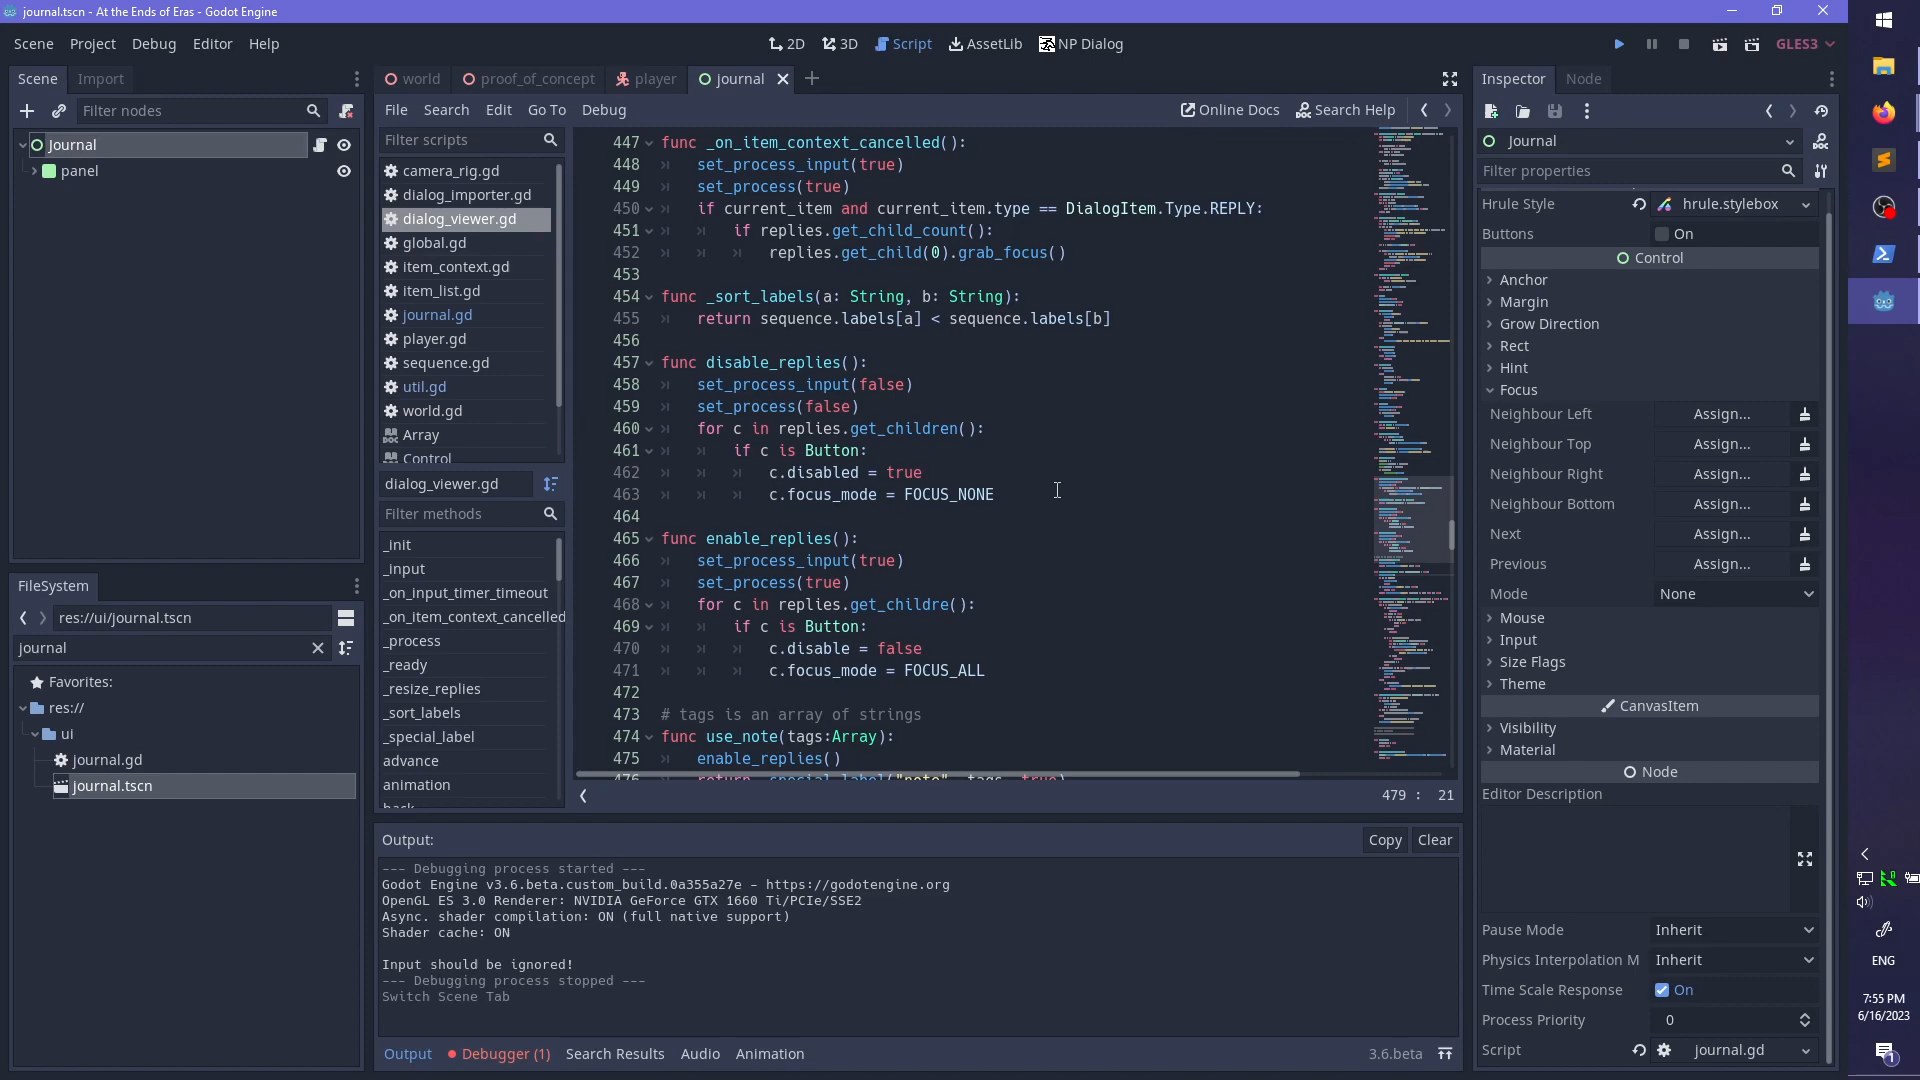 journal.tscn - At the Ends of Eras - Godot Engine
Scene Project Debug Editor Help
2D 3D Script AssetLib NP Dialog
GLES3
Scene Import
Filter nodes
Journal
panel
FileSystem
res://ui/journal.tscn
journal
Favorites:
res://
ui
journal.gd
journal.tscn
world proof_of_concept player journal
File Search Edit Go To Debug
Online Docs Search Help
Filter scripts
camera_rig.gd
dialog_importer.gd
dialog_viewer.gd
global.gd
item_context.gd
item_list.gd
journal.gd
player.gd
sequence.gd
util.gd
world.gd
Array
Control
dialog_viewer.gd
Filter methods
_init
_input
_on_input_timer_timeout
_on_item_context_cancelled
_process
_ready
_resize_replies
_sort_labels
_special_label
advance
animation
back
447 func _on_item_context_cancelled():
448 set_process_input(true)
449 set_process(true)
450 if current_item and current_item.type == DialogItem.Type.REPLY:
451 if replies.get_child_count():
452 replies.get_child(0).grab_focus()
453
454 func _sort_labels(a: String, b: String):
455 return sequence.labels[a] < sequence.labels[b]
456
457 func disable_replies():
458 set_process_input(false)
459 set_process(false)
460 for c in replies.get_children():
461 if c is Button:
462 c.disabled = true
463 c.focus_mode = FOCUS_NONE
464
465 func enable_replies():
466 set_process_input(true)
467 set_process(true)
468 for c in replies.get_childre():
469 if c is Button:
470 c.disable = false
471 c.focus_mode = FOCUS_ALL
472
473 # tags is an array of strings
474 func use_note(tags:Array):
475 enable_replies()
476 return _special_label("note", tags, true)
479 : 21
Output:
Copy Clear
--- Debugging process started ---
Godot Engine v3.6.beta.custom_build.0a355a27e - https://godotengine.org
OpenGL ES 3.0 Renderer: NVIDIA GeForce GTX 1660 Ti/PCIe/SSE2
Async. shader compilation: ON (full native support)
Shader cache: ON
Input should be ignored!
--- Debugging process stopped ---
Switch Scene Tab
Output Debugger (1) Search Results Audio Animation
3.6.beta
Inspector Node
Journal
Filter properties
Hrule Style hrule.stylebox
Buttons On
Control
Anchor
Margin
Grow Direction
Rect
Hint
Focus
Neighbour Left Assign...
Neighbour Top Assign...
Neighbour Right Assign...
Neighbour Bottom Assign...
Next Assign...
Previous Assign...
Mode None
Mouse
Input
Size Flags
Theme
CanvasItem
Visibility
Material
Node
Editor Description
Pause Mode Inherit
Physics Interpolation M Inherit
Time Scale Response On
Process Priority 0
Script journal.gd
ENG
7:55 PM
6/16/2023
1